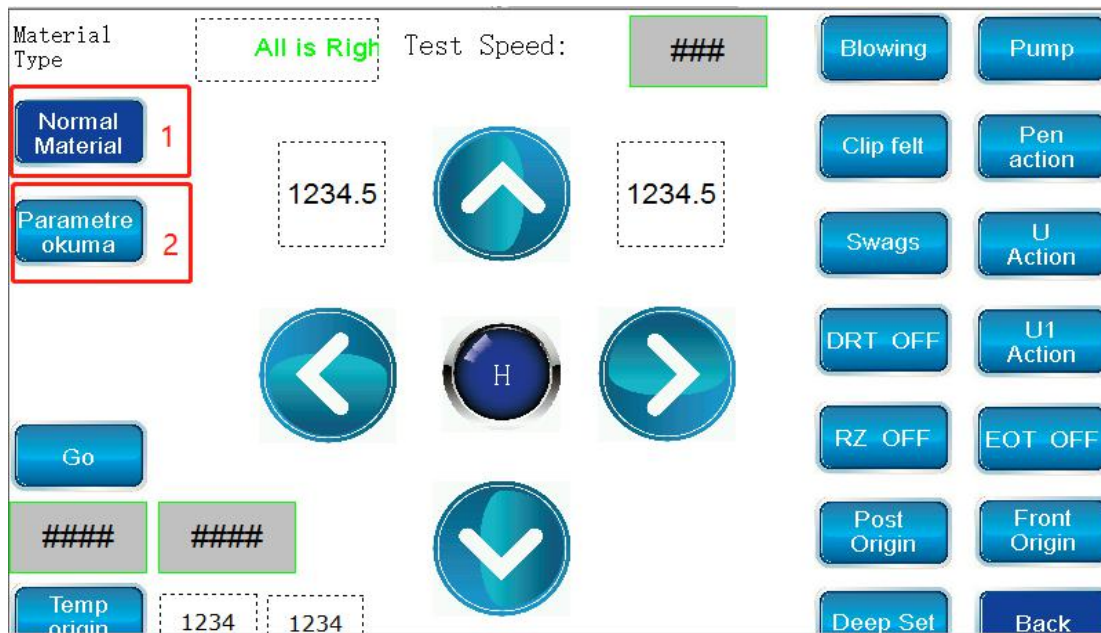 Material
Type
All is Righ
Test Speed:
###
Blowing
Pump
Normal
Material
1
Clip felt
Pen
action
1234.5
1234.5
Parametre
okuma
2
Swags
U
Action
DRT OFF
U1
Action
H
Go
RZ OFF
EOT OFF
####
####
Post
Origin
Front
Origin
Temp
origin
1234
1234
Deep Set
Back